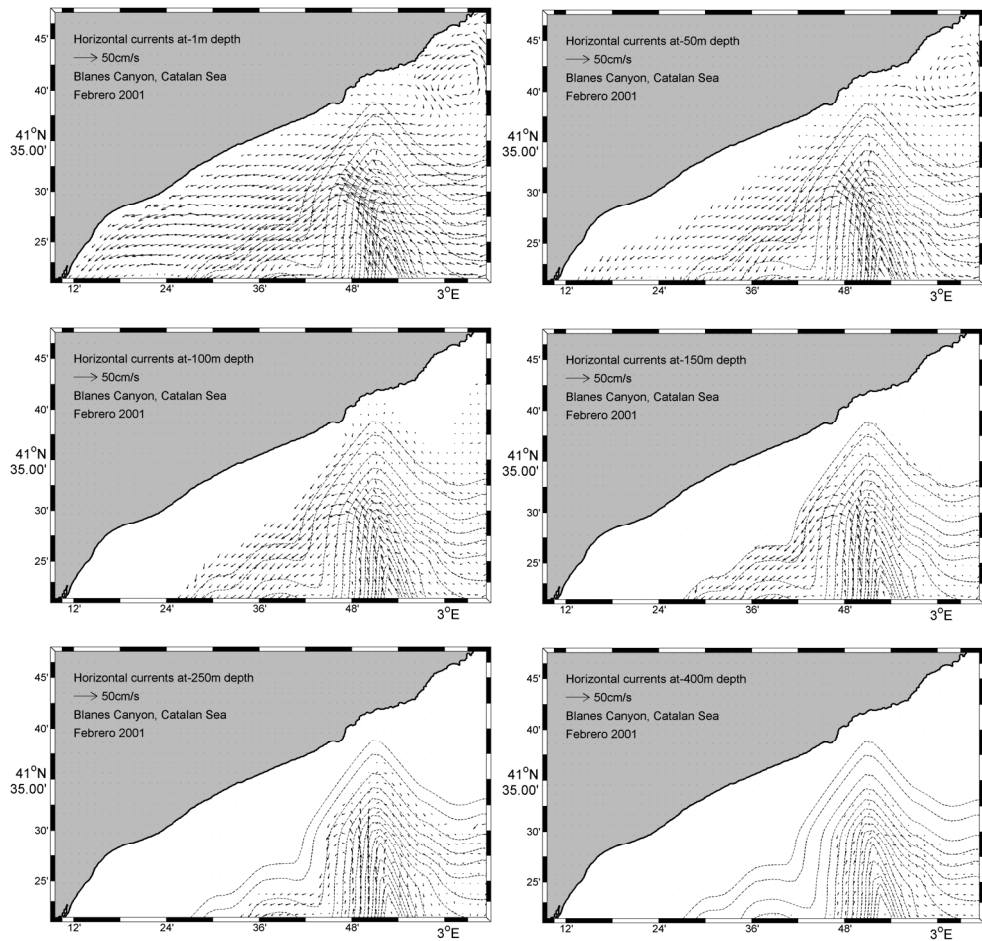 Horizontal currents at-1m depth
50cm/s
Blanes Canyon, Catalan Sea
Febrero 2001
45'
40'
41°N
35.00'
30'
25'
12'
24'
36'
48'
3°E
Horizontal currents at-50m depth
50cm/s
Blanes Canyon, Catalan Sea
Febrero 2001
45'
40'
41°N
35.00'
30'
25'
12'
24'
36'
48'
3°E
Horizontal currents at-100m depth
50cm/s
Blanes Canyon, Catalan Sea
Febrero 2001
45'
40'
41°N
35.00'
30'
25'
12'
24'
36'
48'
3°E
Horizontal currents at-150m depth
50cm/s
Blanes Canyon, Catalan Sea
Febrero 2001
45'
40'
41°N
35.00'
30'
25'
12'
24'
36'
48'
3°E
Horizontal currents at-250m depth
50cm/s
Blanes Canyon, Catalan Sea
Febrero 2001
45'
40'
41°N
35.00'
30'
25'
12'
24'
36'
48'
3°E
Horizontal currents at-400m depth
50cm/s
Blanes Canyon, Catalan Sea
Febrero 2001
45'
40'
41°N
35.00'
30'
25'
12'
24'
36'
48'
3°E